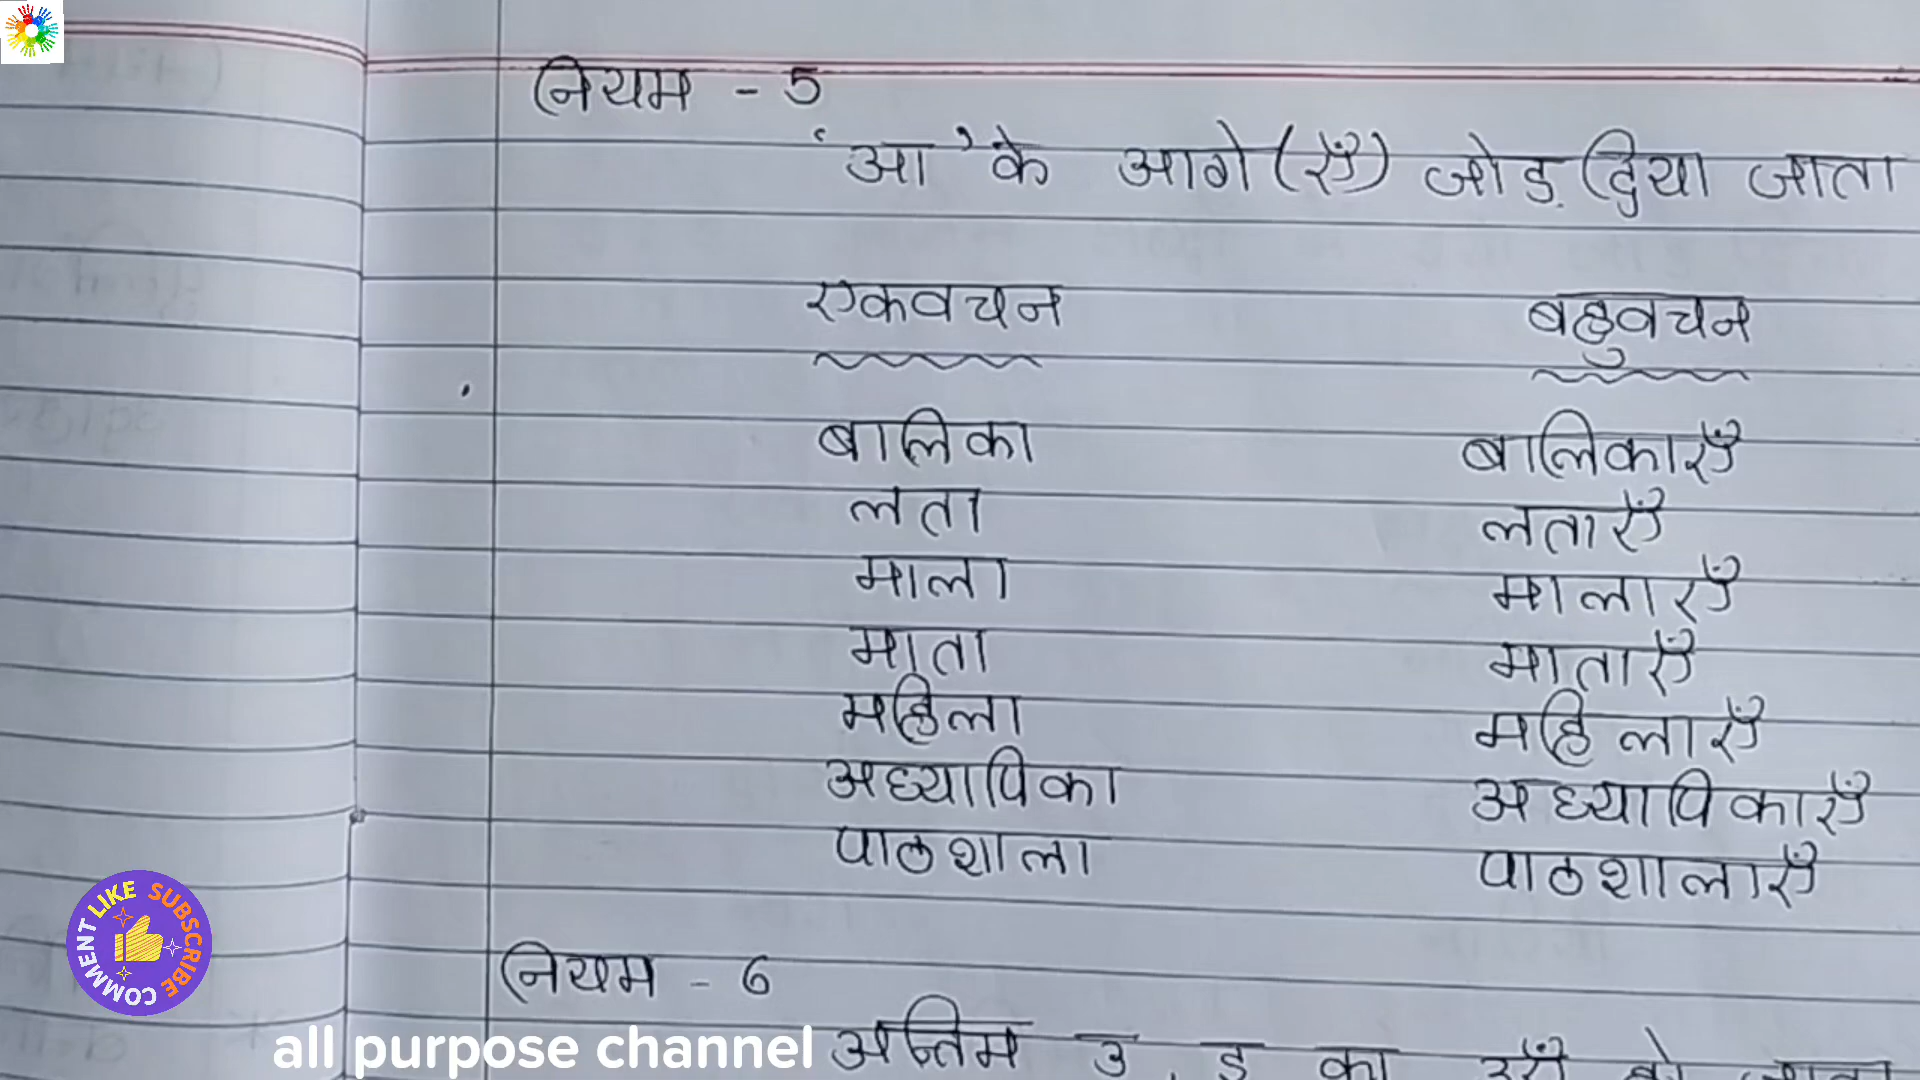 नियम - 5
'आ' के आगे (एँ) जोड़ दिया जाता
एकवचन बहुवचन
बालिका बालिकाएँ
लता लताएँ
माला मालाएँ
माता माताएँ
महिला महिलाएँ
अध्यापिका अध्यापिकाएँ
पाठशाला पाठशालाएँ
नियम - 6
अन्तिम उ, का
LIKE SUBSCRIBE COMMENT
all purpose channel